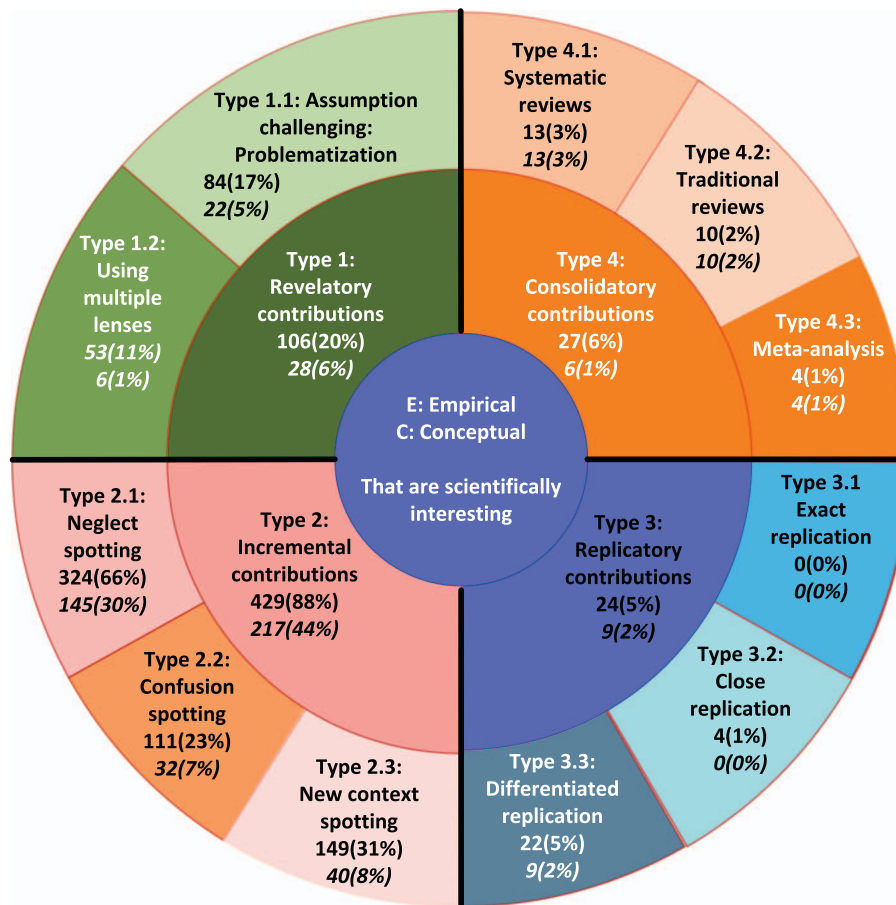 Type 1.1: Assumption
challenging:
Problematization
84(17%)
22(5%)
Type 4.1:
Systematic
reviews
13(3%)
13(3%)
Type 4.2:
Traditional
reviews
10(2%)
10(2%)
Type 1.2:
Using
multiple
lenses
53(11%)
6(1%)
Type 1:
Revelatory
contributions
106(20%)
28(6%)
Type 4:
Consolidatory
contributions
27(6%)
6(1%)
Type 4.3:
Meta-analysis
4(1%)
4(1%)
E: Empirical
C: Conceptual
That are scientifically
interesting
Type 2.1:
Neglect
spotting
324(66%)
145(30%)
Type 2:
Incremental
contributions
429(88%)
217(44%)
Type 3:
Replicatory
contributions
24(5%)
9(2%)
Type 3.1
Exact
replication
0(0%)
0(0%)
Type 2.2:
Confusion
spotting
111(23%)
32(7%)
Type 3.2:
Close
replication
4(1%)
0(0%)
Type 2.3:
New context
spotting
149(31%)
40(8%)
Type 3.3:
Differentiated
replication
22(5%)
9(2%)